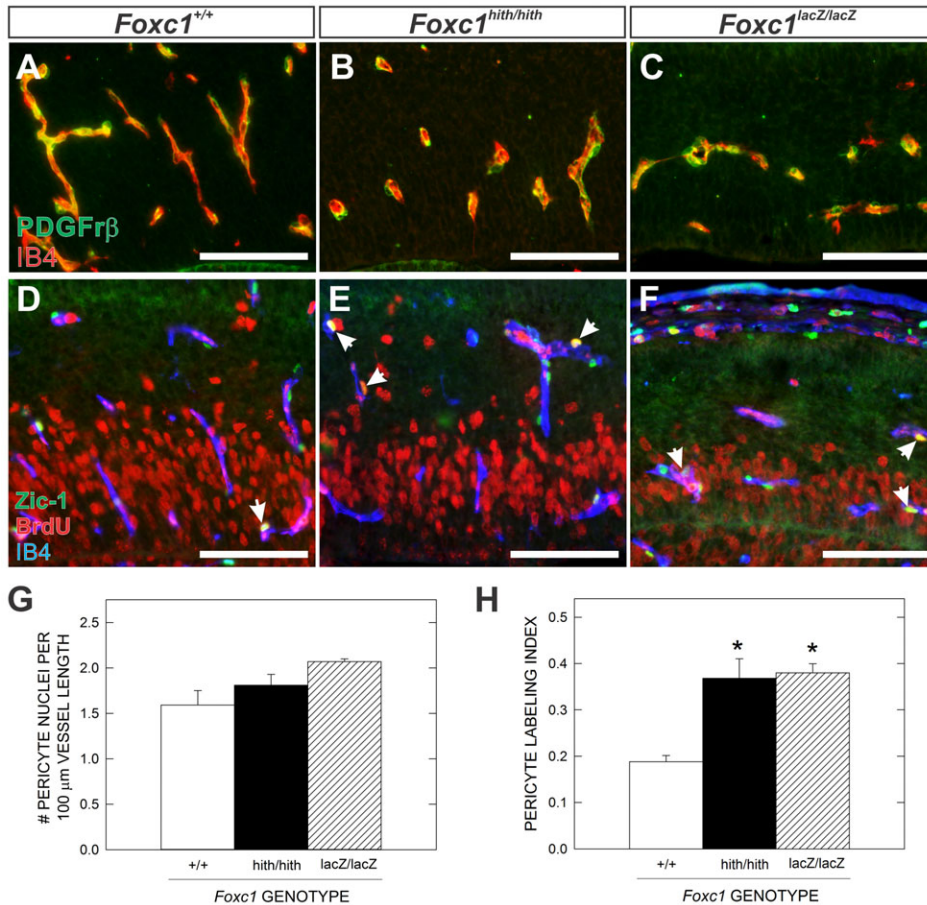 Foxc1+/+
Foxc1hith/hith
Foxc1lacZ/lacZ
A
B
C
PDGFrβ
IB4
D
E
F
Zic-1
BrdU
IB4
G
# PERICYTE NUCLEI PER
100 µm VESSEL LENGTH
2.5
2.0
1.5
1.0
0.5
0.0
+/+
hith/hith
lacZ/lacZ
Foxc1 GENOTYPE
H
PERICYTE LABELING INDEX
0.5
0.4
0.3
0.2
0.1
0.0
*
*
+/+
hith/hith
lacZ/lacZ
Foxc1 GENOTYPE